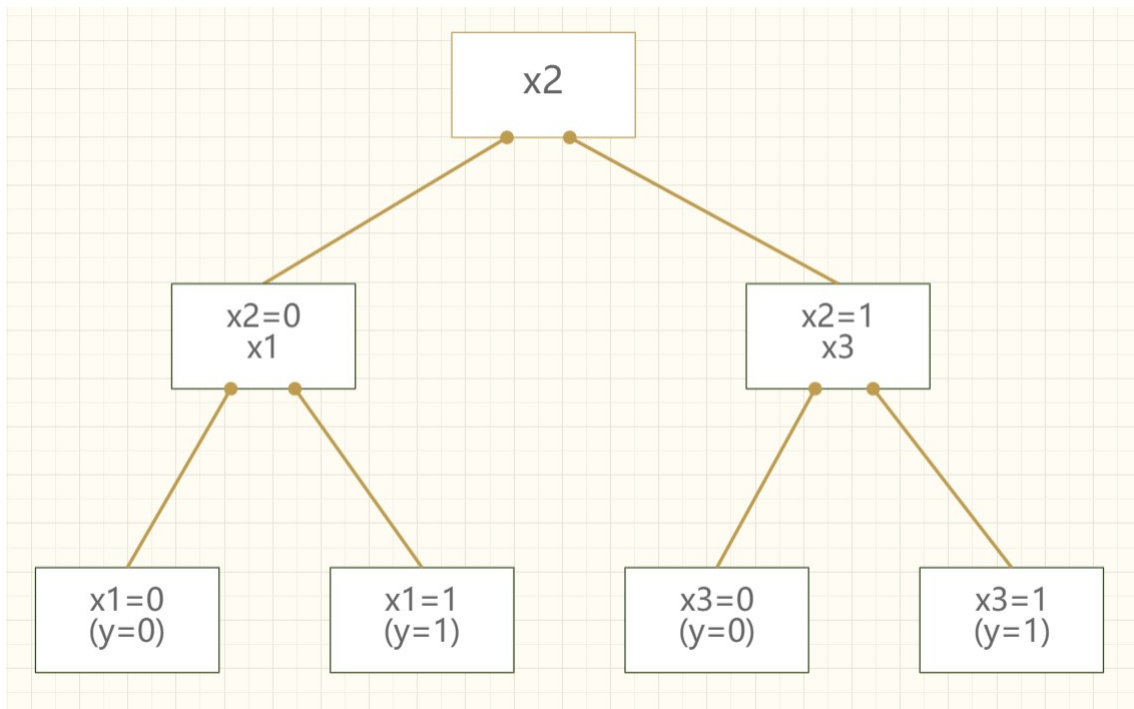 x2
x2=0
x1
x2=1
x3
x1=0
(y=0)
x1=1
(y=1)
x3=0
(y=0)
x3=1
(y=1)